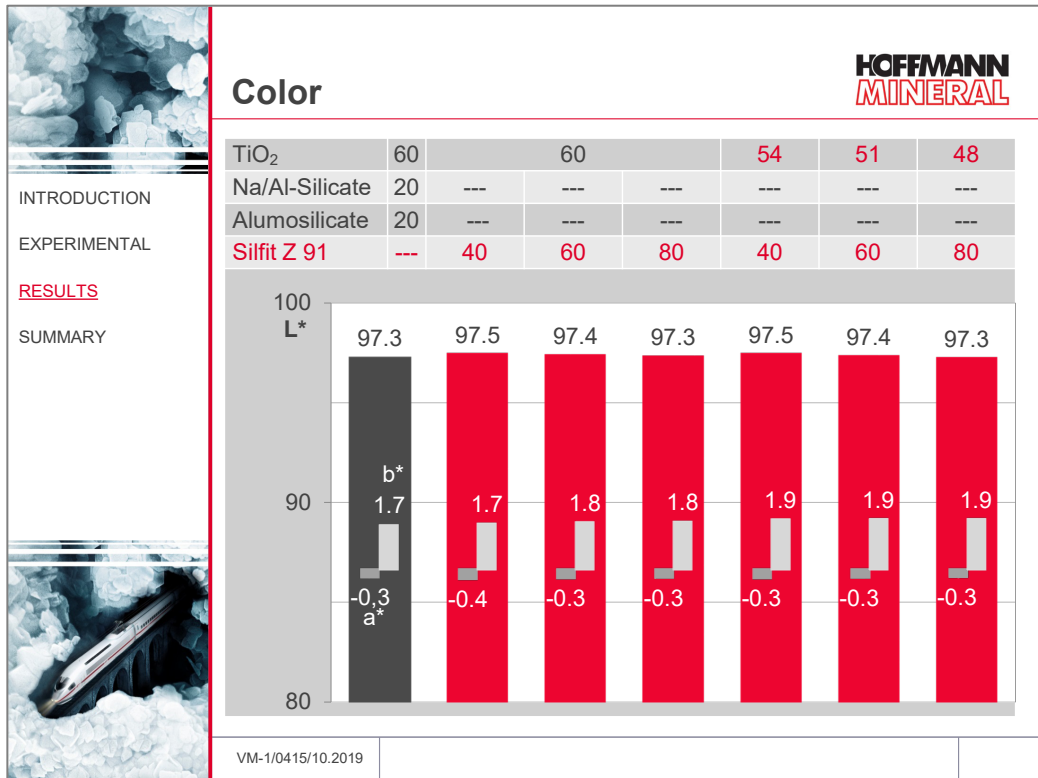 Color
HOFFMANN
MINERAL
INTRODUCTION
EXPERIMENTAL
RESULTS
SUMMARY
TiO₂ 60 60 54 51 48
Na/Al-Silicate 20 --- --- --- --- --- ---
Alumosilicate 20 --- --- --- --- --- ---
Silfit Z 91 --- 40 60 80 40 60 80
100
L*
97.3 97.5 97.4 97.3 97.5 97.4 97.3
b*
90
1.7 1.7 1.8 1.8 1.9 1.9 1.9
-0,3 -0.4 -0.3 -0.3 -0.3 -0.3 -0.3
a*
80
VM-1/0415/10.2019